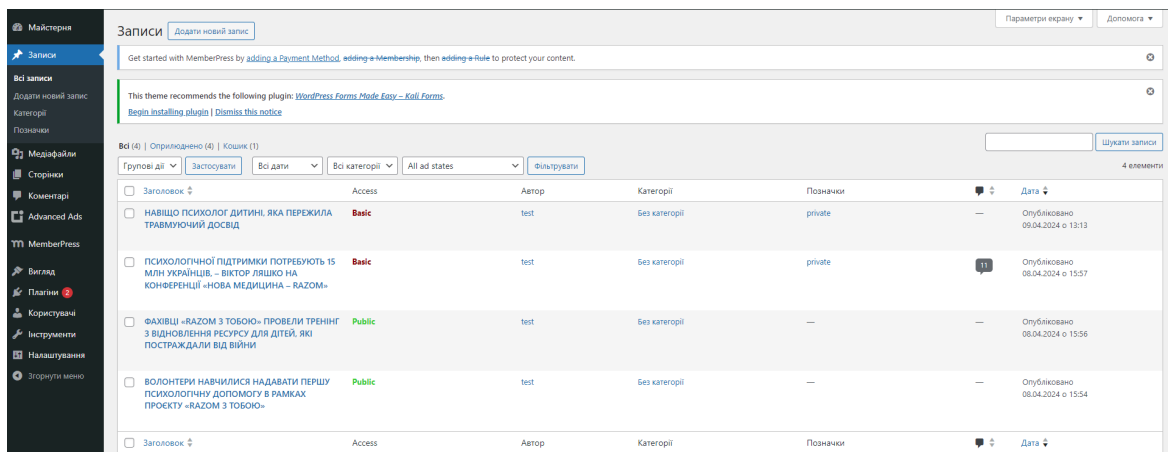 Параметри екрану ▼
Допомога ▼
Майстерня
Записи
Всі записи
Додати новий запис
Категорії
Позначки
Медіафайли
Сторінки
Коментарі
Advanced Ads
MemberPress
Вигляд
Плагіни 2
Користувачі
Інструменти
Налаштування
Згорнути меню
Записи Додати новий запис
Get started with MemberPress by adding a Payment Method, adding a Membership, then adding a Rule to protect your content.
This theme recommends the following plugin: WordPress Forms Made Easy – Kali Forms.
Begin installing plugin | Dismiss this notice
Всі (4) | Оприлюднено (4) | Кошик (1)
Шукати записи
Групові дії Застосувати Всі дати Всі категорії All ad states Фільтрувати
4 елементи
Заголовок Access Автор Категорії Позначки Дата
НАВІЩО ПСИХОЛОГ ДИТИНІ, ЯКА ПЕРЕЖИЛА Basic test Без категорії private — Опубліковано
ТРАВМУЮЧИЙ ДОСВІД 09.04.2024 о 13:13
ПСИХОЛОГІЧНОЇ ПІДТРИМКИ ПОТРЕБУЮТЬ 15 Basic test Без категорії private 11 Опубліковано
МЛН УКРАЇНЦІВ, – ВІКТОР ЛЯШКО НА 08.04.2024 о 15:57
КОНФЕРЕНЦІЇ «НОВА МЕДИЦИНА – RAZOM»
ФАХІВЦІ «RAZOM З ТОБОЮ» ПРОВЕЛИ ТРЕНІНГ Public test Без категорії — — Опубліковано
З ВІДНОВЛЕННЯ РЕСУРСУ ДЛЯ ДІТЕЙ, ЯКІ 08.04.2024 о 15:56
ПОСТРАЖДАЛИ ВІД ВІЙНИ
ВОЛОНТЕРИ НАВЧИЛИСЯ НАДАВАТИ ПЕРШУ Public test Без категорії — — Опубліковано
ПСИХОЛОГІЧНУ ДОПОМОГУ В РАМКАХ 08.04.2024 о 15:54
ПРОЄКТУ «RAZOM З ТОБОЮ»
Заголовок Access Автор Категорії Позначки Дата